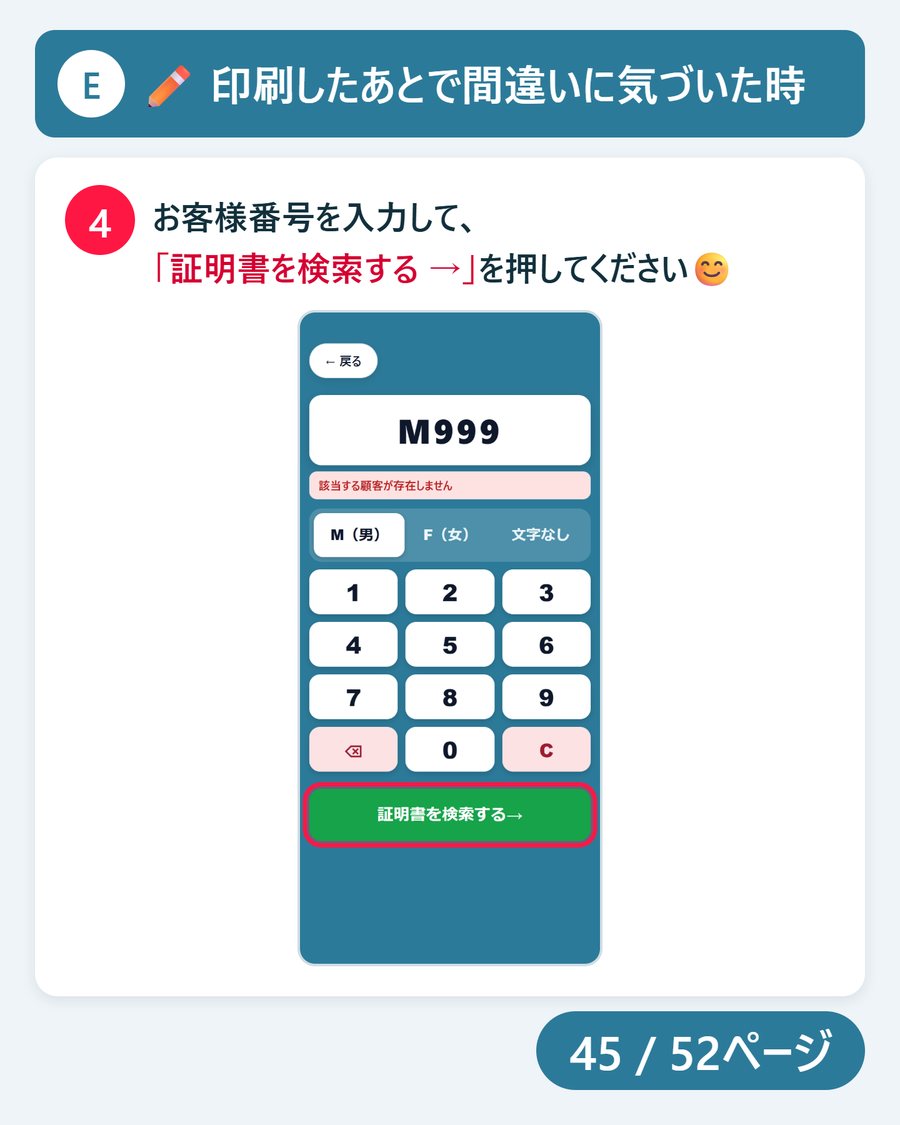 E ✏️ 印刷したあとで間違いに気づいた時
4 お客様番号を入力して、
「証明書を検索する →」を押してください😊
← 戻る
M999
該当する顧客が存在しません
M（男） F（女） 文字なし
1 2 3
4 5 6
7 8 9
⌫ 0 C
証明書を検索する→
45 / 52ページ